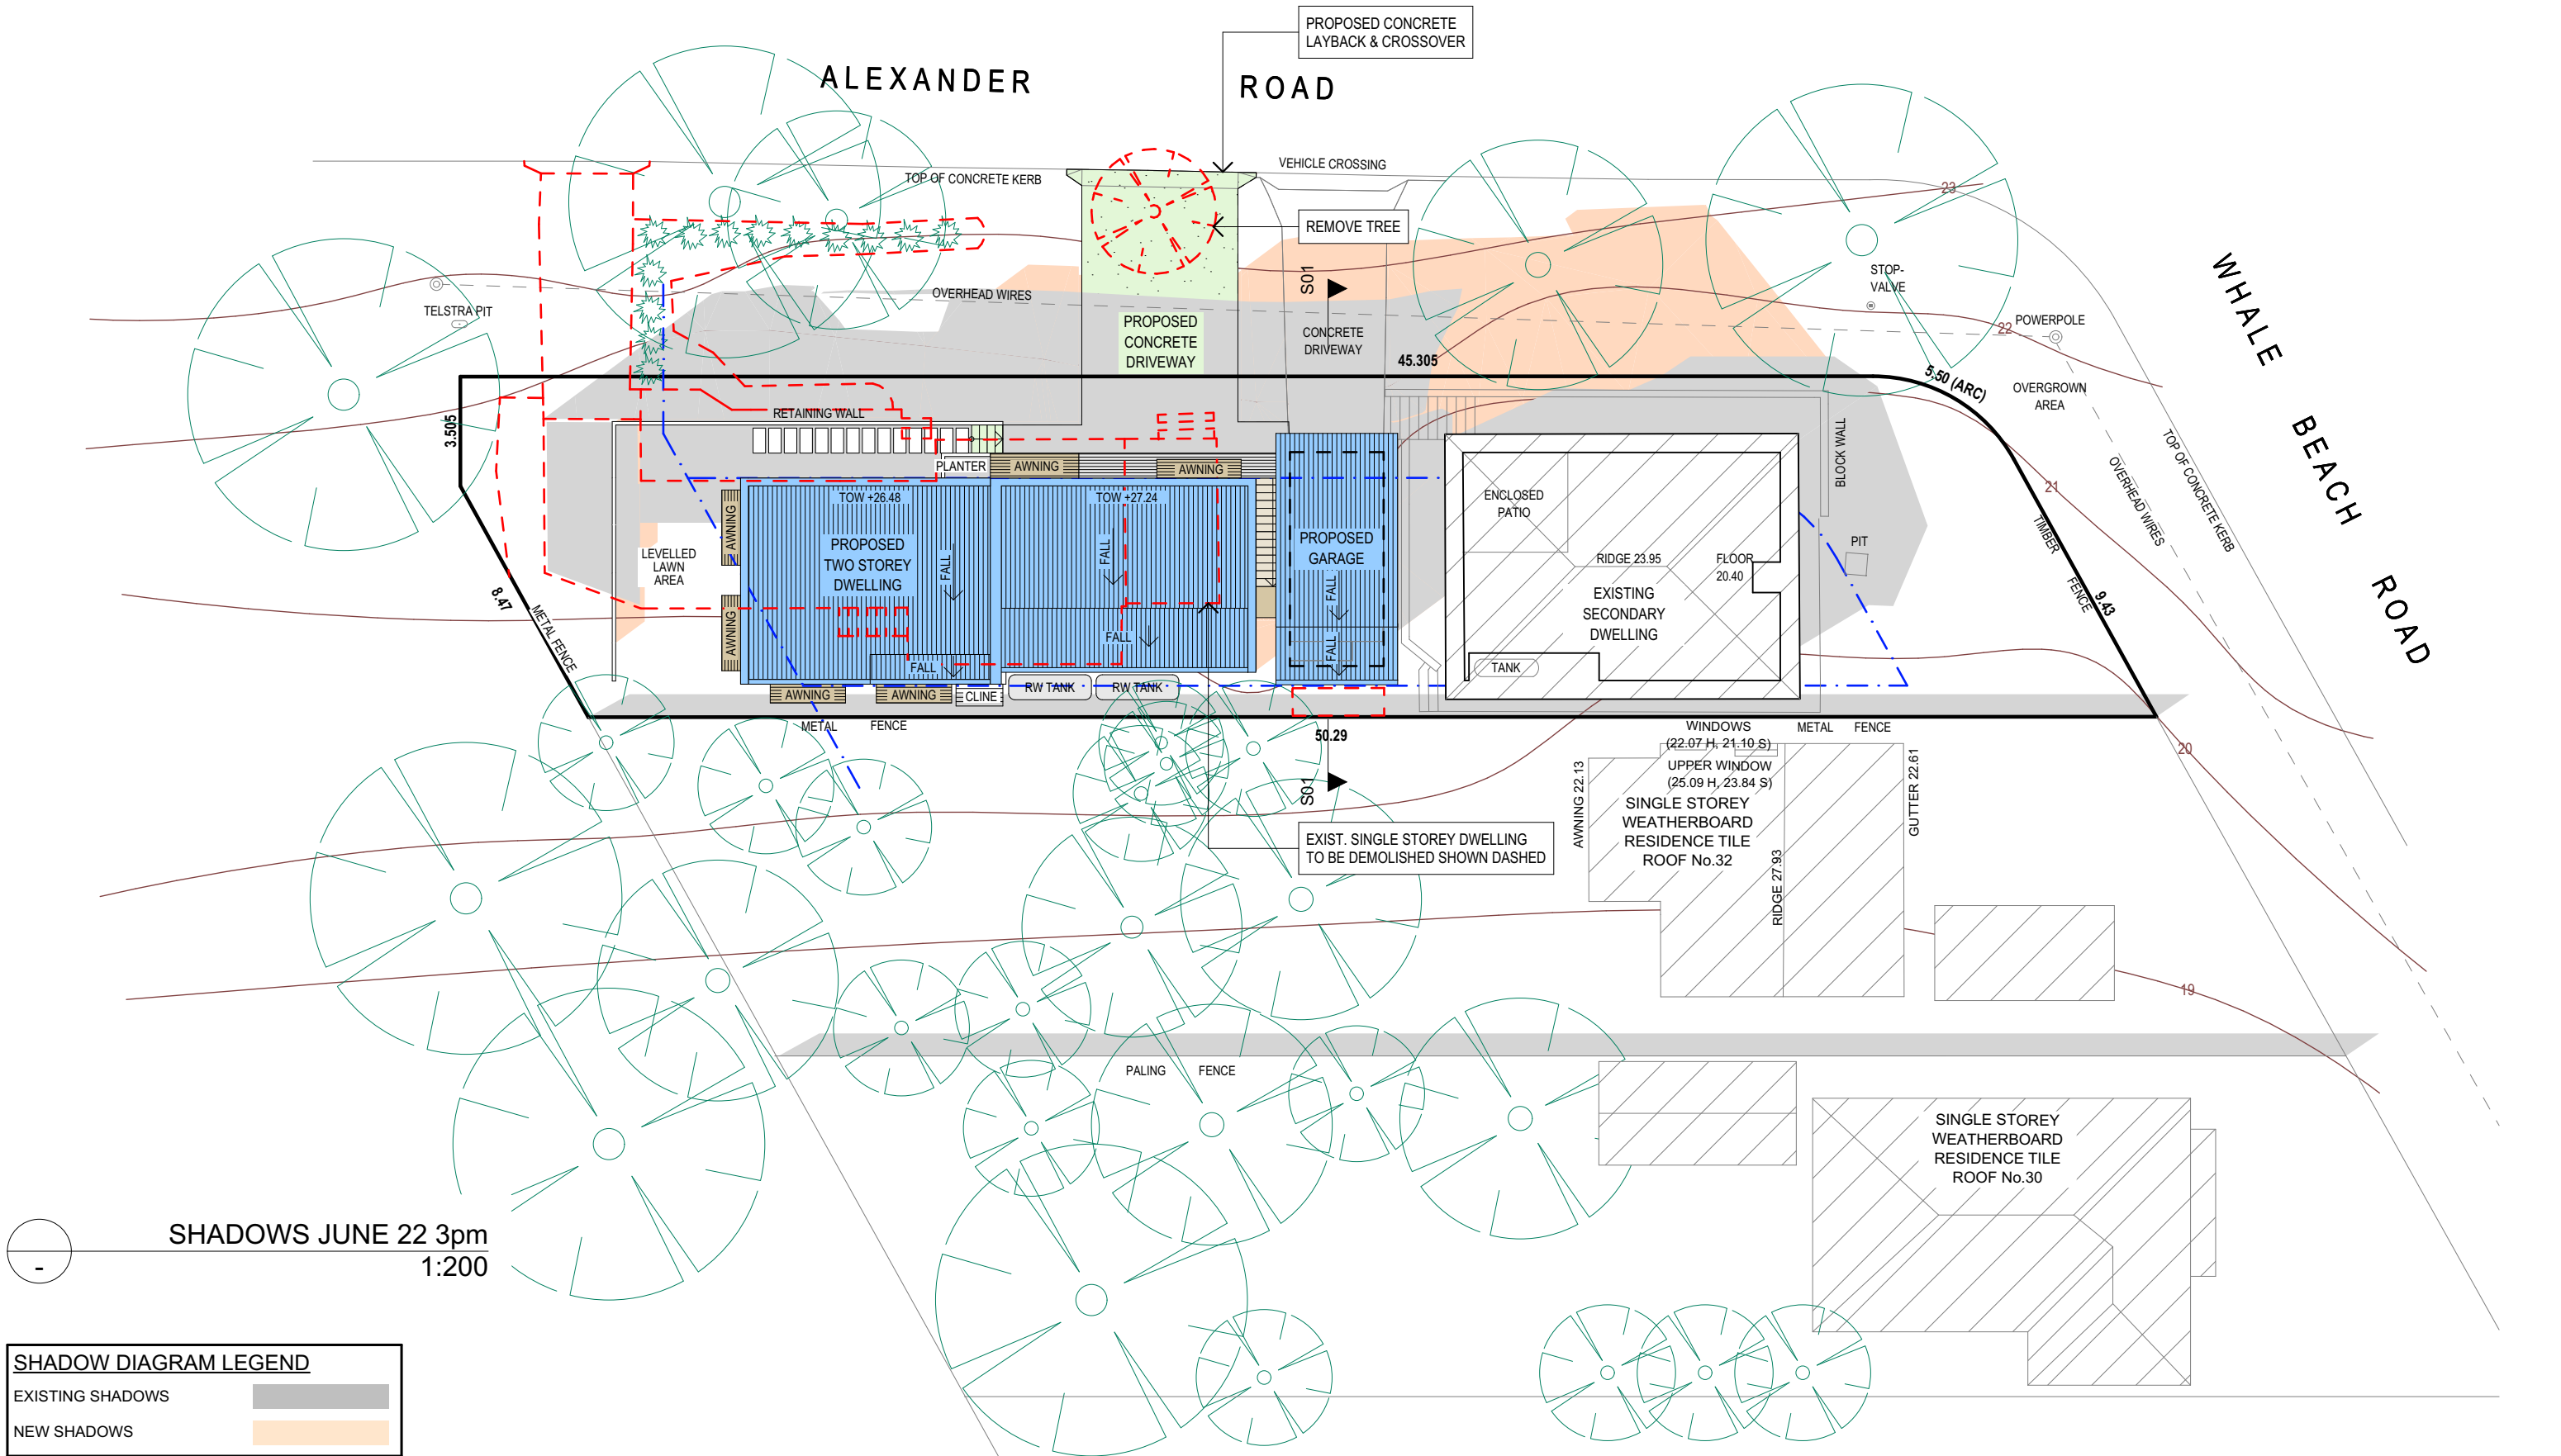 PROPOSED CONCRETE
LAYBACK & CROSSOVER
ALEXANDER ROAD
VEHICLE CROSSING
TOP OF CONCRETE KERB
23
REMOVE TREE
WHALE BEACH ROAD
S01
STOP-
VALVE
TELSTRA PIT
OVERHEAD WIRES
PROPOSED
CONCRETE
DRIVEWAY
CONCRETE
DRIVEWAY
POWERPOLE
22
45.305
5.50 (ARC)
OVERGROWN
AREA
3.505
RETAINING WALL
BLOCK WALL
TOP OF CONCRETE KERB
OVERHEAD WIRES
PLANTER
AWNING
AWNING
TOW +26.48
TOW +27.24
21
ENCLOSED
PATIO
AWNING
LEVELLED
LAWN
AREA
PROPOSED
TWO STOREY
DWELLING
FALL
FALL
PROPOSED
GARAGE
FALL
RIDGE 23.95
FLOOR
20.40
PIT
TIMBER
FENCE
9.43
EXISTING
SECONDARY
DWELLING
8.47
METAL FENCE
AWNING
FALL
FALL
FALL
TANK
AWNING
AWNING
CLINE
RW TANK
RW TANK
METAL FENCE
50.29
WINDOWS
(22.07 H, 21.10 S)
METAL FENCE
20
UPPER WINDOW
(25.09 H, 23.84 S)
S01
AWNING 22.13
GUTTER 22.61
SINGLE STOREY
WEATHERBOARD
RESIDENCE TILE
ROOF No.32
RIDGE 27.93
EXIST. SINGLE STOREY DWELLING
TO BE DEMOLISHED SHOWN DASHED
19
PALING FENCE
SINGLE STOREY
WEATHERBOARD
RESIDENCE TILE
ROOF No.30
SHADOWS JUNE 22 3pm
-
1:200
SHADOW DIAGRAM LEGEND
EXISTING SHADOWS
NEW SHADOWS